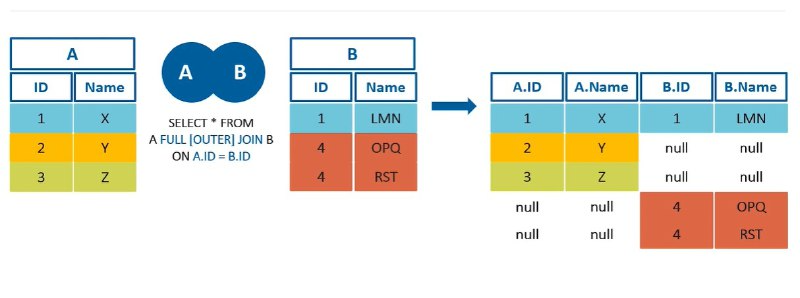 A
ID Name
1 X
2 Y
3 Z
A B
SELECT * FROM
A FULL [OUTER] JOIN B
ON A.ID = B.ID
B
ID Name
1 LMN
4 OPQ
4 RST
A.ID A.Name B.ID B.Name
1 X 1 LMN
2 Y null null
3 Z null null
null null 4 OPQ
null null 4 RST